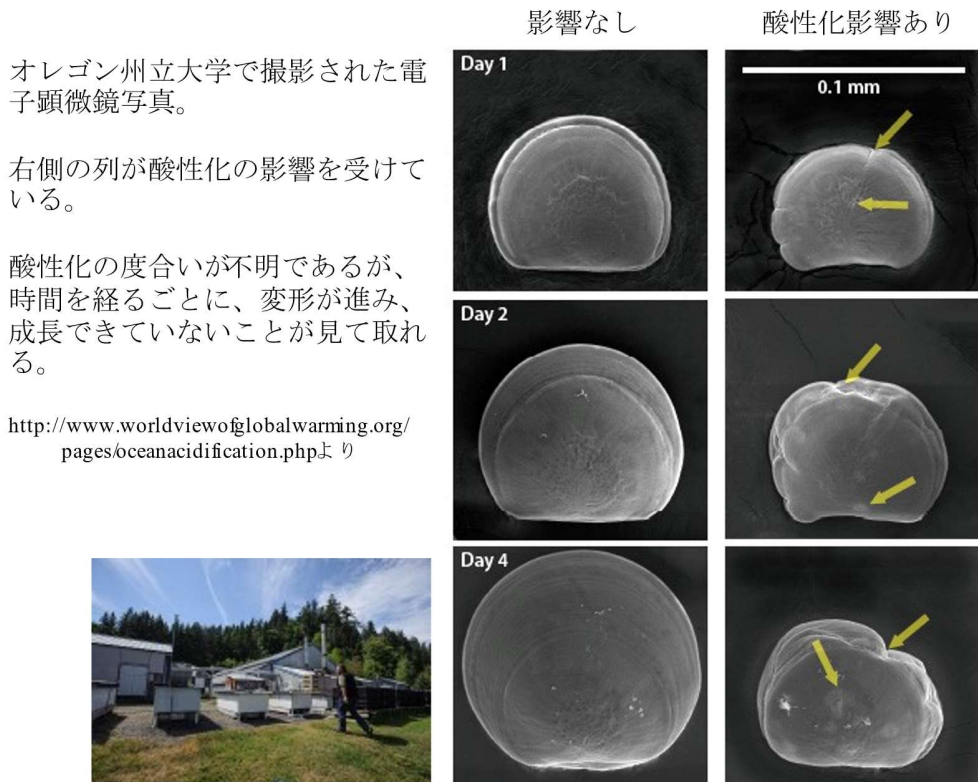 影響なし
酸性化影響あり
オレゴン州立大学で撮影された電
子顕微鏡写真。
右側の列が酸性化の影響を受けて
いる。
酸性化の度合いが不明であるが、
時間を経るごとに、変形が進み、
成長できていないことが見て取れ
る。
http://www.worldviewofglobalwarming.org/
pages/oceanacidification.phpより
Day 1
0.1 mm
Day 2
Day 4